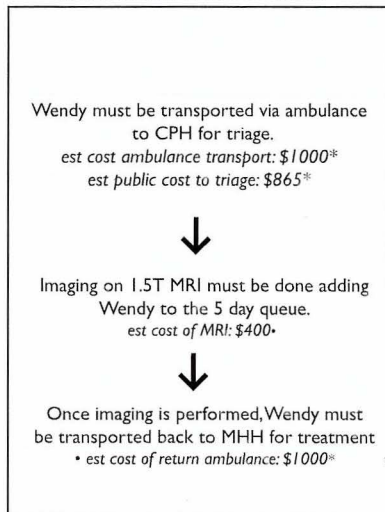 Wendy must be transported via ambulance
to CPH for triage.
est cost ambulance transport: $1000*
est public cost to triage: $865*
Imaging on 1.5T MRI must be done adding
Wendy to the 5 day queue.
est cost of MRI: $400•
Once imaging is performed, Wendy must
be transported back to MHH for treatment
• est cost of return ambulance: $1000*